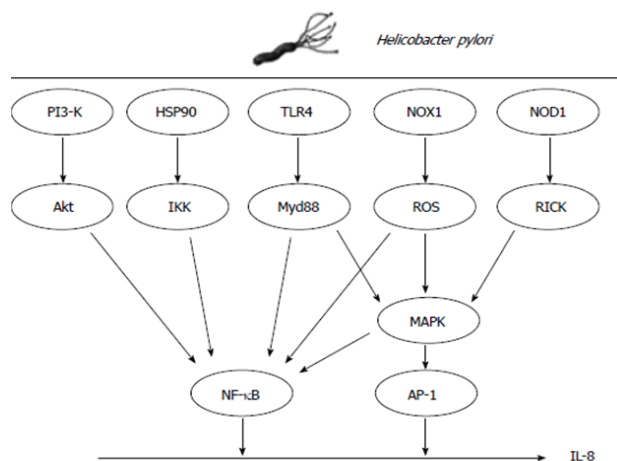 Helicobacter pylori
PI3-K
HSP90
TLR4
NOX1
NOD1
Akt
IKK
Myd88
ROS
RICK
MAPK
NF-κB
AP-1
IL-8